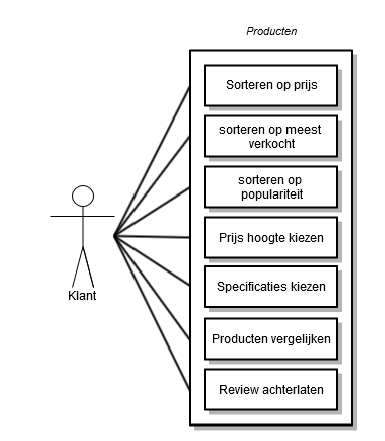 Producten
Sorteren op prijs
sorteren op meest
verkocht
sorteren op
populariteit
Prijs hoogte kiezen
Specificaties kiezen
Producten vergelijken
Review achterlaten
Klant